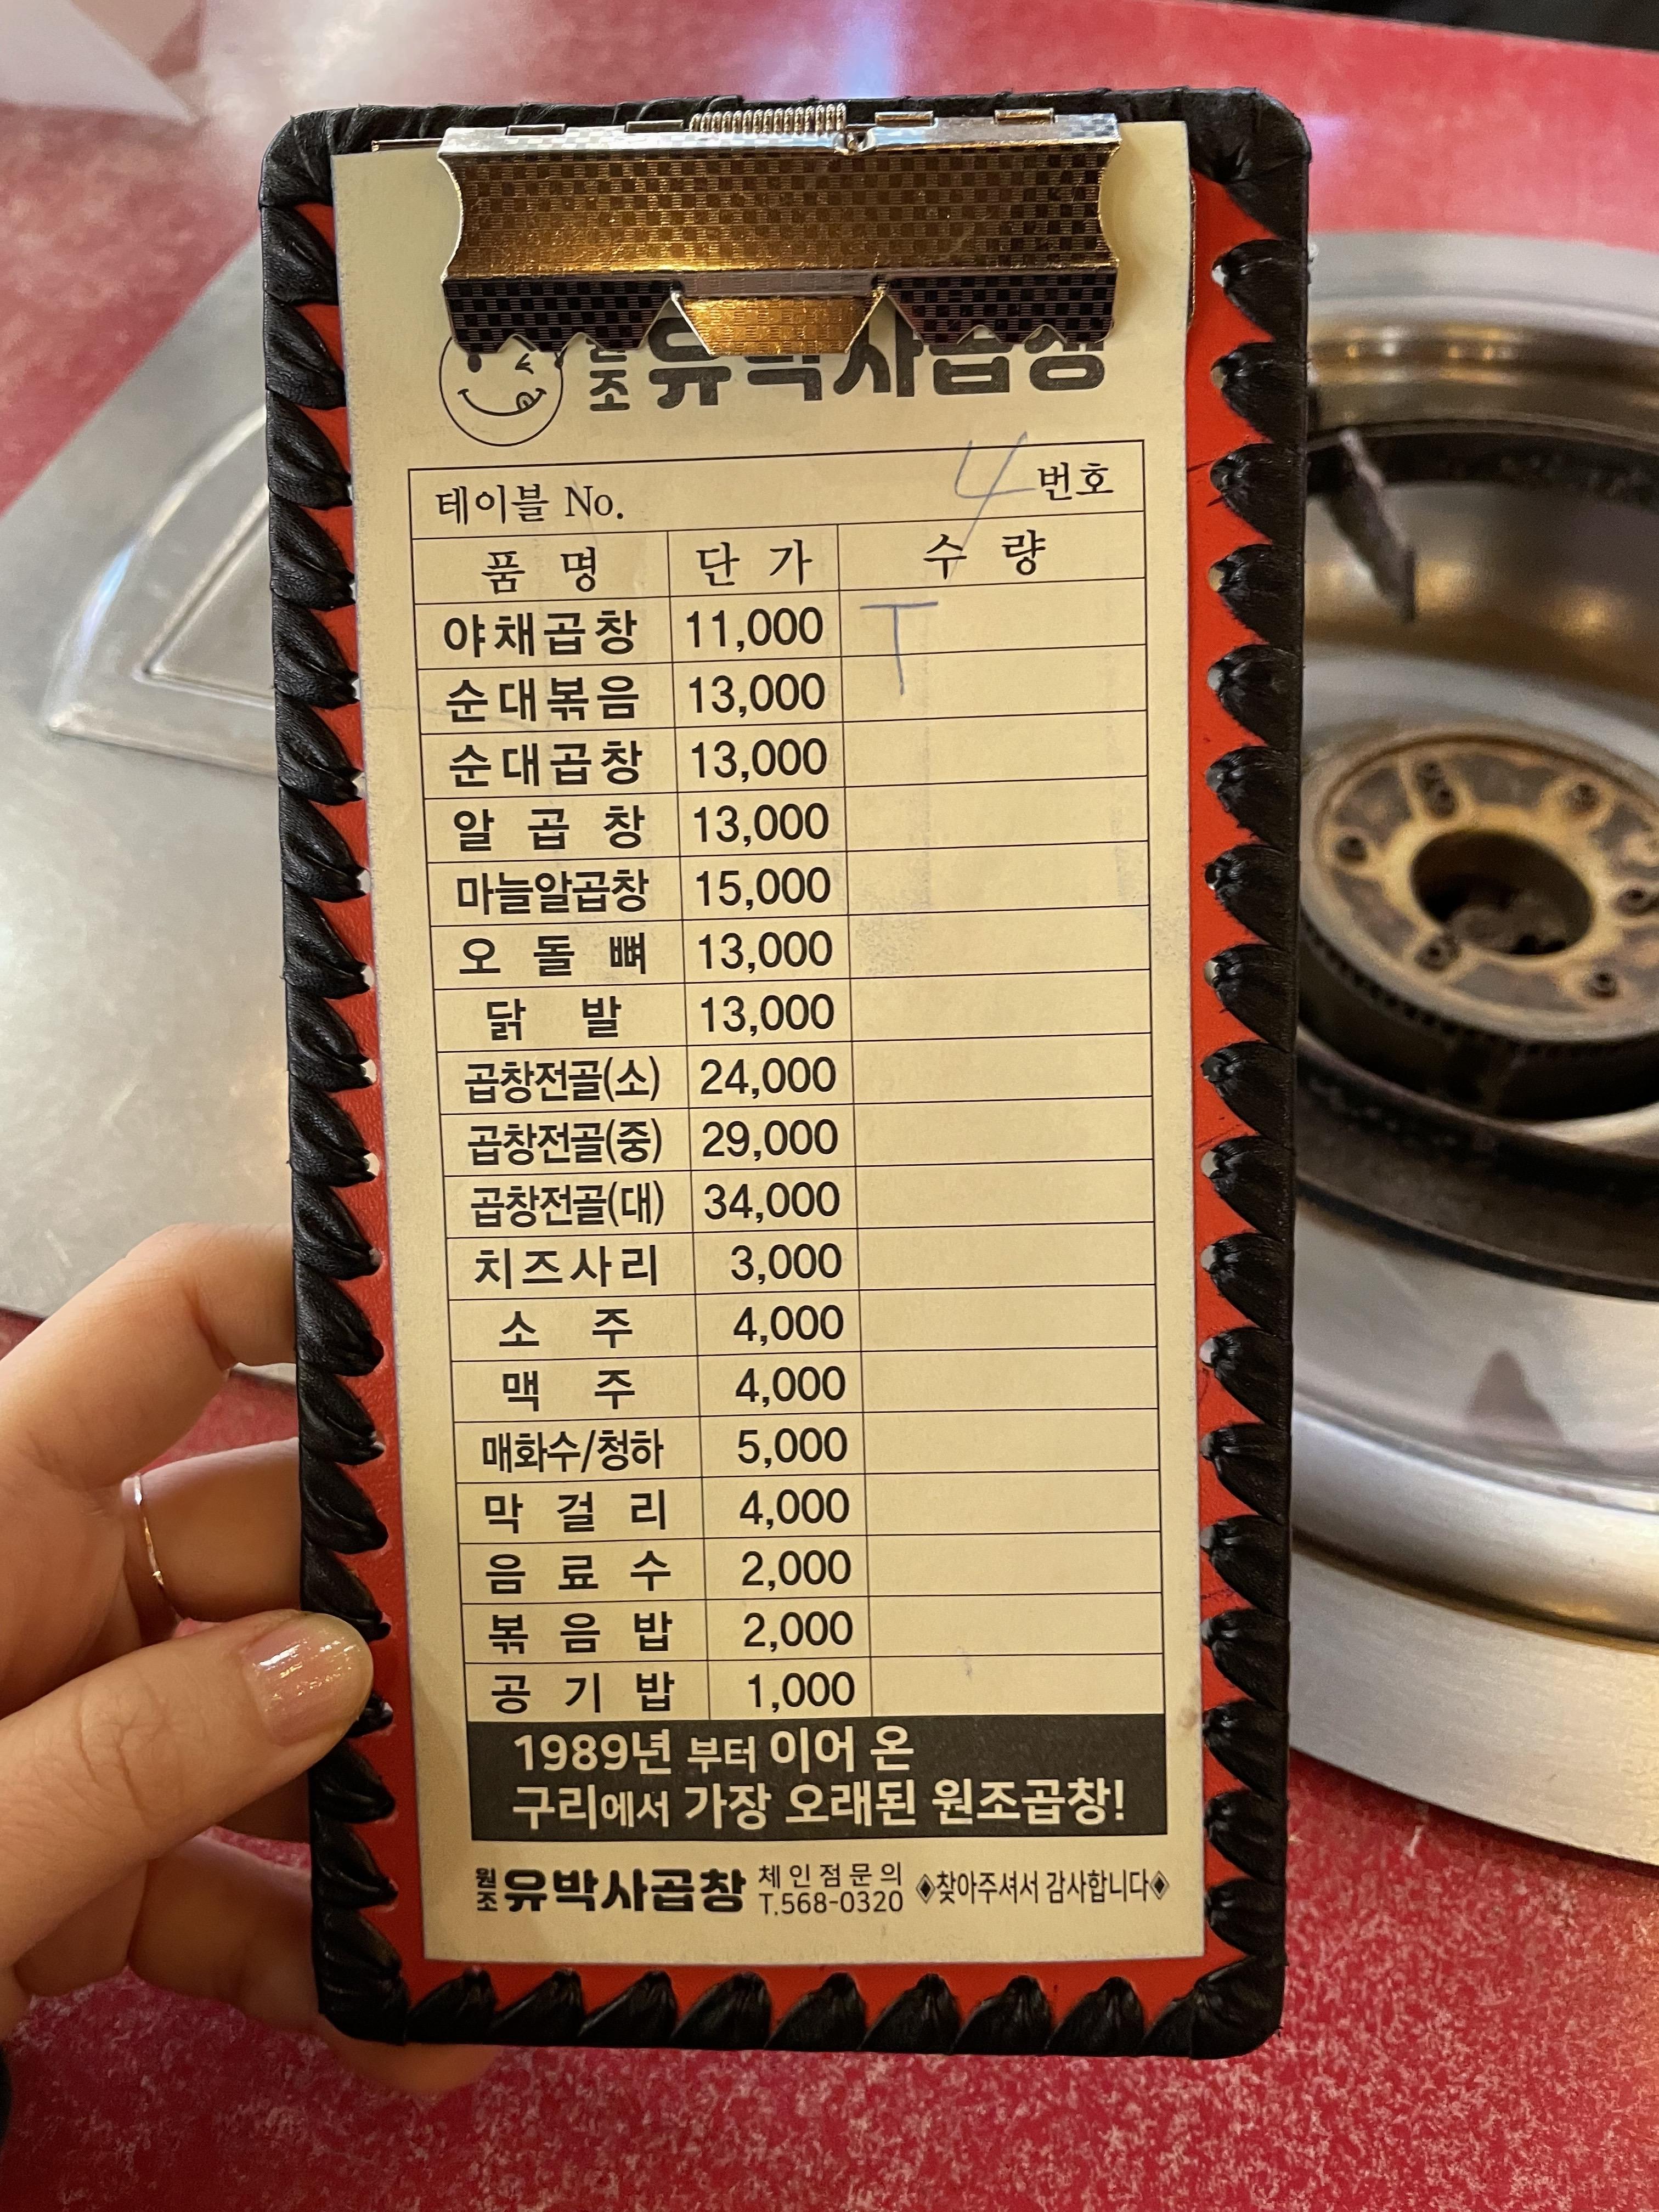 원조 유박사곱창
테이블 No. 4 번호
품 명 단 가 수 량
야채곱창 11,000 T
순대볶음 13,000
순대곱창 13,000
알 곱 창 13,000
마늘알곱창 15,000
오 돌 뼈 13,000
닭 발 13,000
곱창전골(소) 24,000
곱창전골(중) 29,000
곱창전골(대) 34,000
치즈사리 3,000
소 주 4,000
맥 주 4,000
매화수/청하 5,000
막 걸 리 4,000
음 료 수 2,000
볶 음 밥 2,000
공 기 밥 1,000
1989년 부터 이어 온
구리에서 가장 오래된 원조곱창!
원조 유박사곱창 체인점문의 T.568-0320 ◈찾아주셔서 감사합니다◈